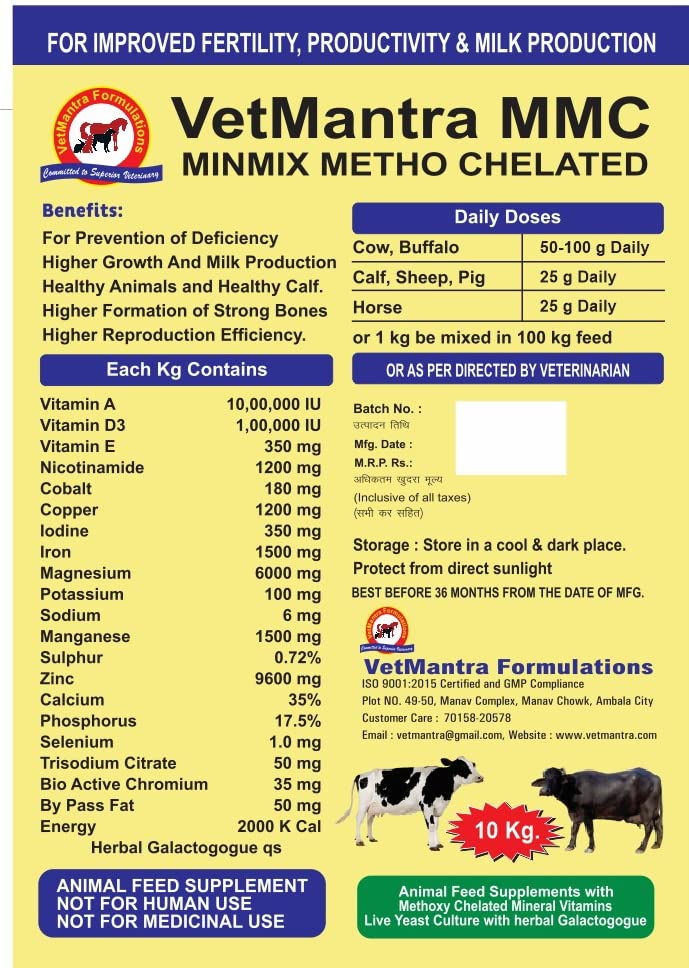 FOR IMPROVED FERTILITY, PRODUCTIVITY & MILK PRODUCTION
VetMantra Formulations
Committed to Superior Veterinary
VetMantra MMC
MINMIX METHO CHELATED
Benefits:
For Prevention of Deficiency
Higher Growth And Milk Production
Healthy Animals and Healthy Calf.
Higher Formation of Strong Bones
Higher Reproduction Efficiency.
Each Kg Contains
Vitamin A 10,00,000 IU
Vitamin D3 1,00,000 IU
Vitamin E 350 mg
Nicotinamide 1200 mg
Cobalt 180 mg
Copper 1200 mg
Iodine 350 mg
Iron 1500 mg
Magnesium 6000 mg
Potassium 100 mg
Sodium 6 mg
Manganese 1500 mg
Sulphur 0.72%
Zinc 9600 mg
Calcium 35%
Phosphorus 17.5%
Selenium 1.0 mg
Trisodium Citrate 50 mg
Bio Active Chromium 35 mg
By Pass Fat 50 mg
Energy 2000 K Cal
Herbal Galactogogue qs
ANIMAL FEED SUPPLEMENT
NOT FOR HUMAN USE
NOT FOR MEDICINAL USE
Daily Doses
Cow, Buffalo 50-100 g Daily
Calf, Sheep, Pig 25 g Daily
Horse 25 g Daily
or 1 kg be mixed in 100 kg feed
OR AS PER DIRECTED BY VETERINARIAN
Batch No. :
उत्पादन तिथि
Mfg. Date :
M.R.P. Rs.:
अधिकतम खुदरा मूल्य
(Inclusive of all taxes)
(सभी कर सहित)
Storage : Store in a cool & dark place.
Protect from direct sunlight
BEST BEFORE 36 MONTHS FROM THE DATE OF MFG.
VetMantra Formulations
Committed to Superior Veterinary
VetMantra Formulations
ISO 9001:2015 Certified and GMP Compliance
Plot NO. 49-50, Manav Complex, Manav Chowk, Ambala City
Customer Care : 70158-20578
Email : vetmantra@gmail.com, Website : www.vetmantra.com
10 Kg.
Animal Feed Supplements with
Methoxy Chelated Mineral Vitamins
Live Yeast Culture with herbal Galactogogue